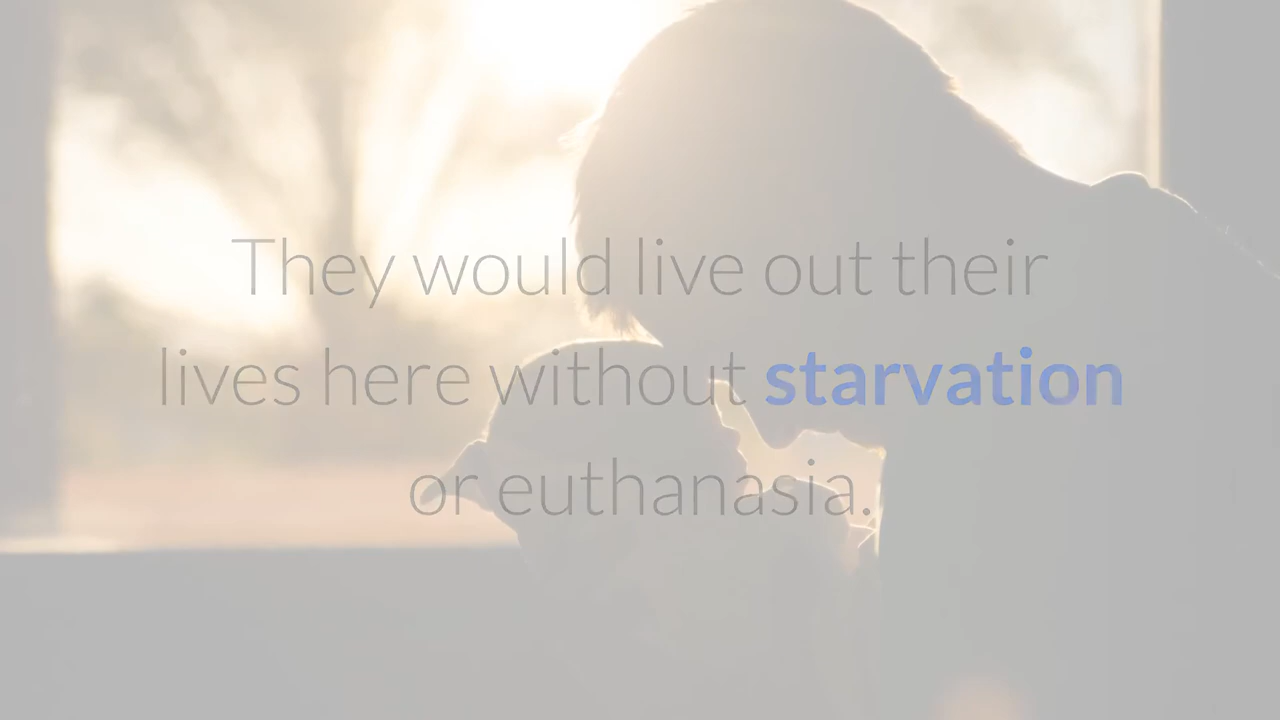 They would live out their
lives here without starvation
or euthanasia.